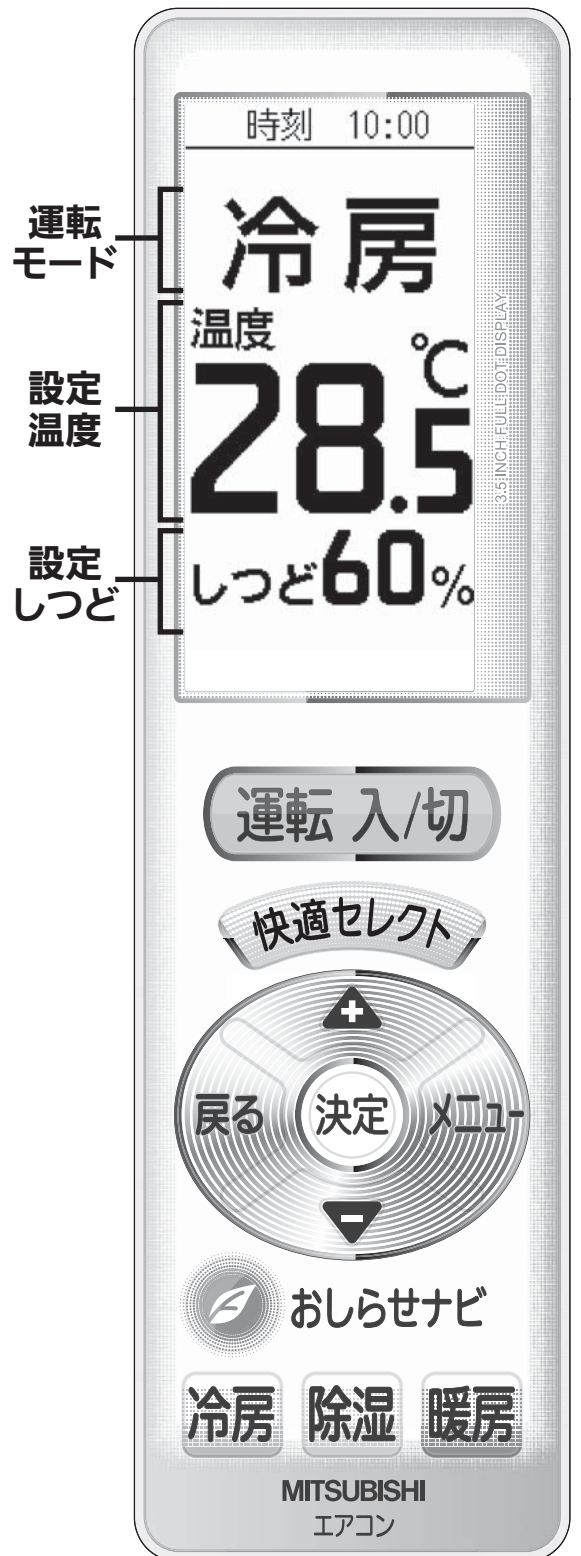 時刻 10:00
運転
モード
冷房
設定
温度
温度
28.5℃
3.5 INCH FULL DOT DISPLAY
設定
しつど
しつど60%
運転 入/切
快適セレクト
+
戻る 決定 メニュー
-
おしらせナビ
冷房 除湿 暖房
MITSUBISHI
エアコン